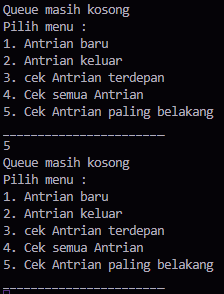 Queue masih kosong
Pilih menu :
1. Antrian baru
2. Antrian keluar
3. cek Antrian terdepan
4. Cek semua Antrian
5. Cek Antrian paling belakang
_______________________
5
Queue masih kosong
Pilih menu :
1. Antrian baru
2. Antrian keluar
3. cek Antrian terdepan
4. Cek semua Antrian
5. Cek Antrian paling belakang
_______________________